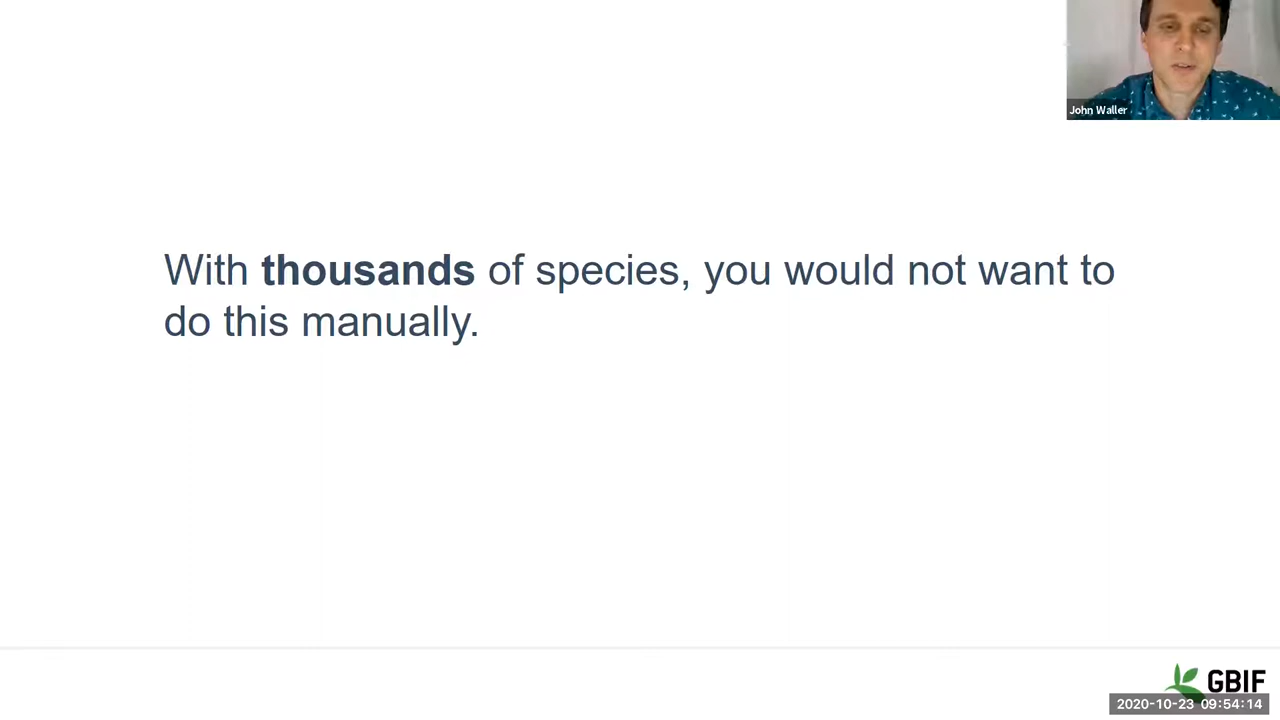 John Waller
With thousands of species, you would not want to
do this manually.
GBIF
2020-10-23 09:54:14